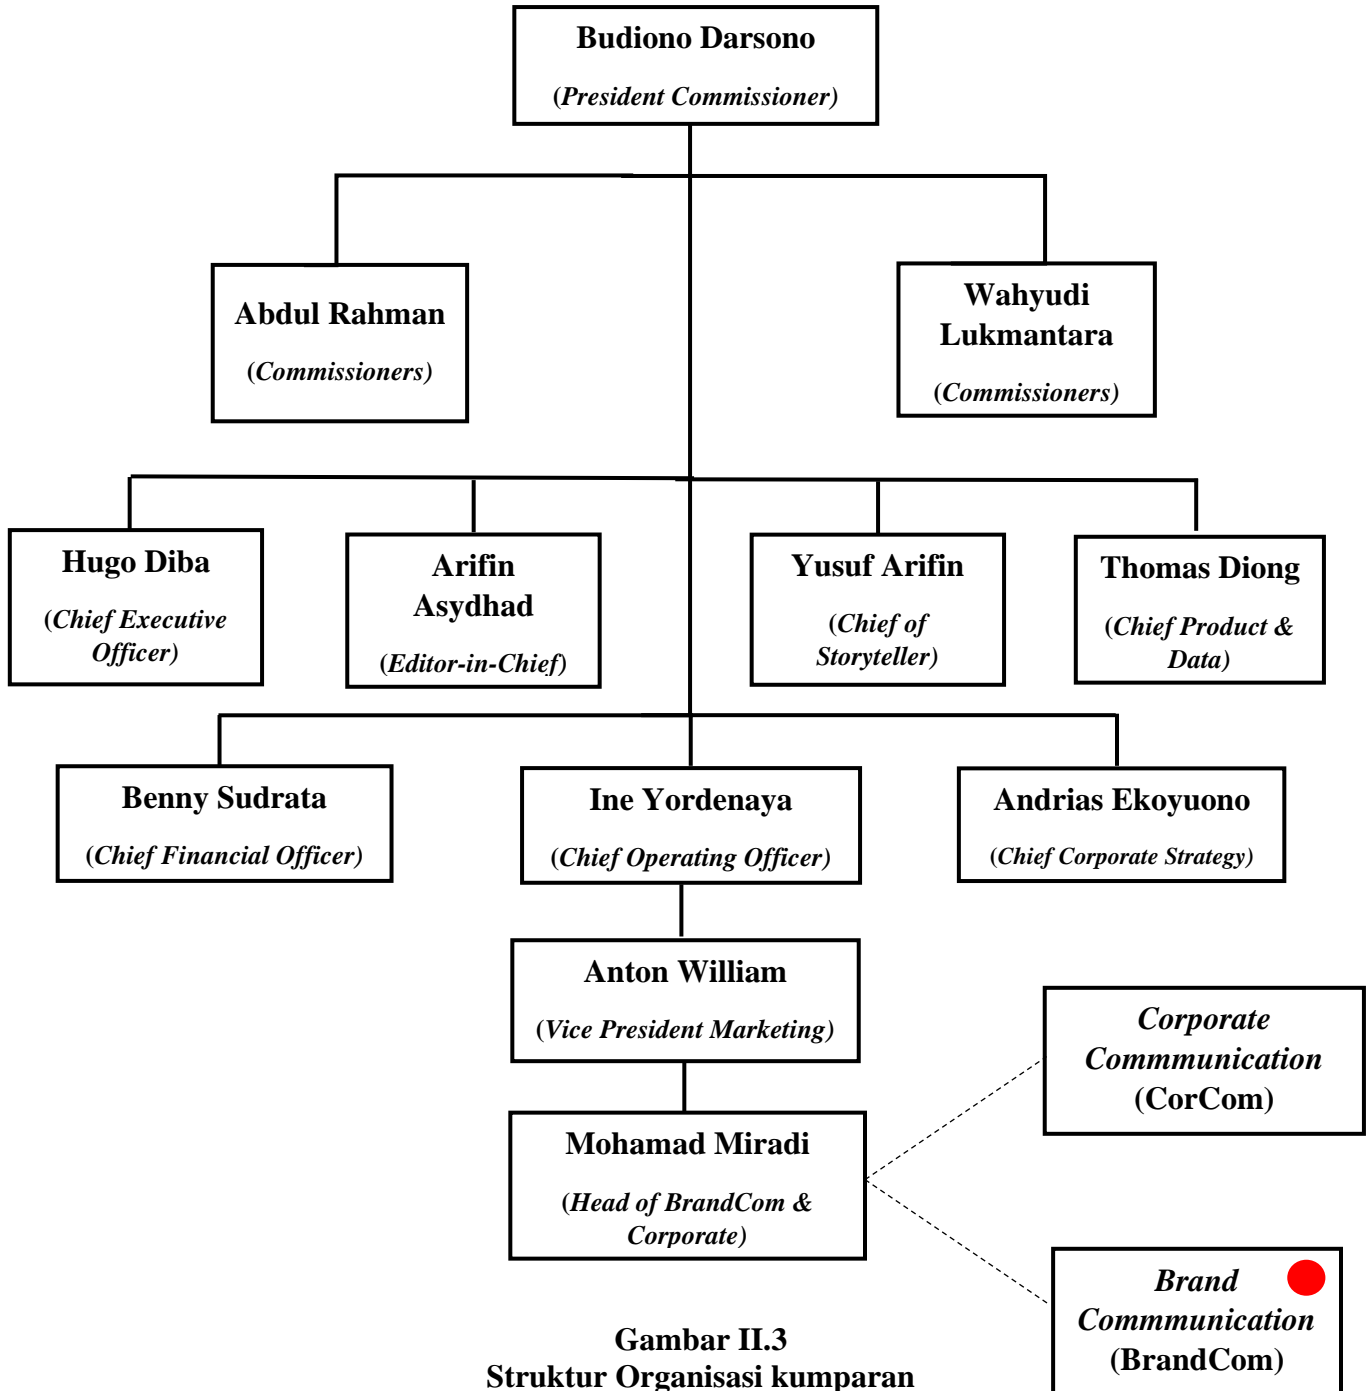 Budiono Darsono
(President Commissioner)
Abdul Rahman
(Commissioners)
Wahyudi
Lukmantara
(Commissioners)
Hugo Diba
(Chief Executive
Officer)
Arifin
Asydhad
(Editor-in-Chief)
Yusuf Arifin
(Chief of
Storyteller)
Thomas Diong
(Chief Product &
Data)
Benny Sudrata
(Chief Financial Officer)
Ine Yordenaya
(Chief Operating Officer)
Andrias Ekoyuono
(Chief Corporate Strategy)
Anton William
(Vice President Marketing)
Mohamad Miradi
(Head of BrandCom &
Corporate)
Corporate
Commmunication
(CorCom)
Brand
Commmunication
(BrandCom)
Gambar II.3
Struktur Organisasi kumparan